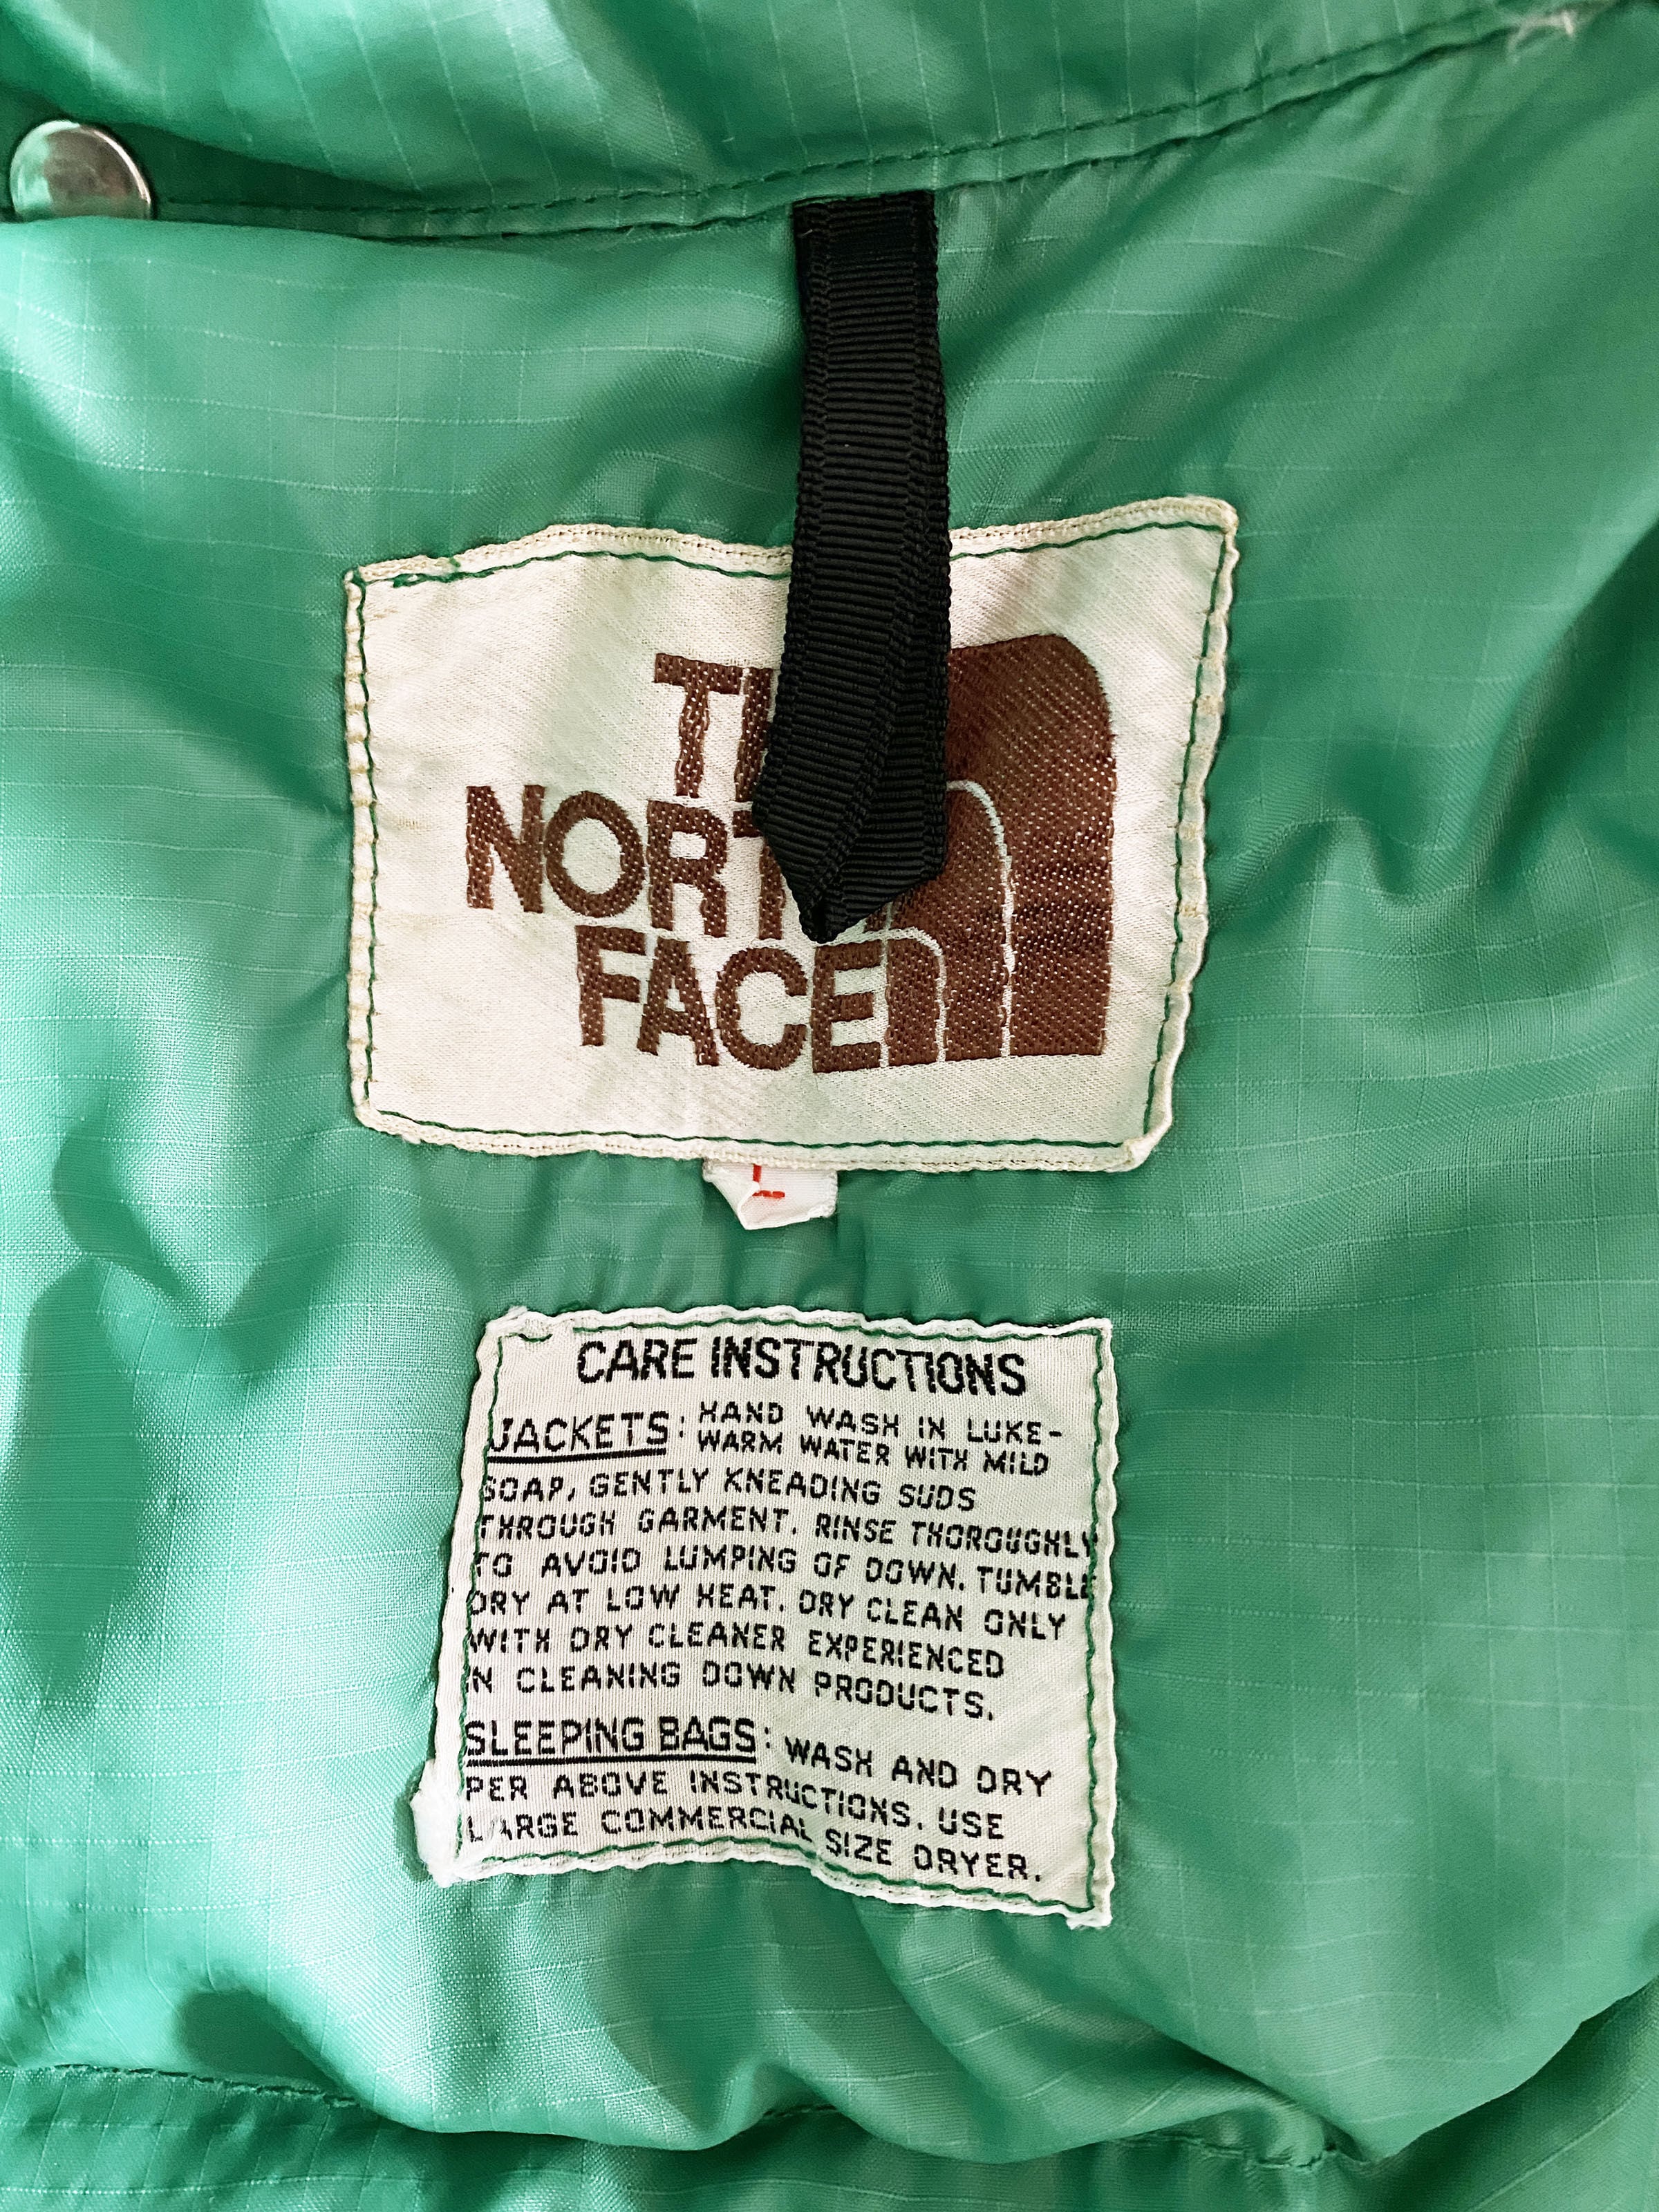 THE
NORTH
FACE
L
CARE INSTRUCTIONS
JACKETS: HAND WASH IN LUKE-
WARM WATER WITH MILD
SOAP, GENTLY KNEADING SUDS
THROUGH GARMENT. RINSE THOROUGHLY
TO AVOID LUMPING OF DOWN. TUMBLE
DRY AT LOW HEAT. DRY CLEAN ONLY
WITH DRY CLEANER EXPERIENCED
IN CLEANING DOWN PRODUCTS.
SLEEPING BAGS: WASH AND DRY
PER ABOVE INSTRUCTIONS. USE
LARGE COMMERCIAL SIZE DRYER.